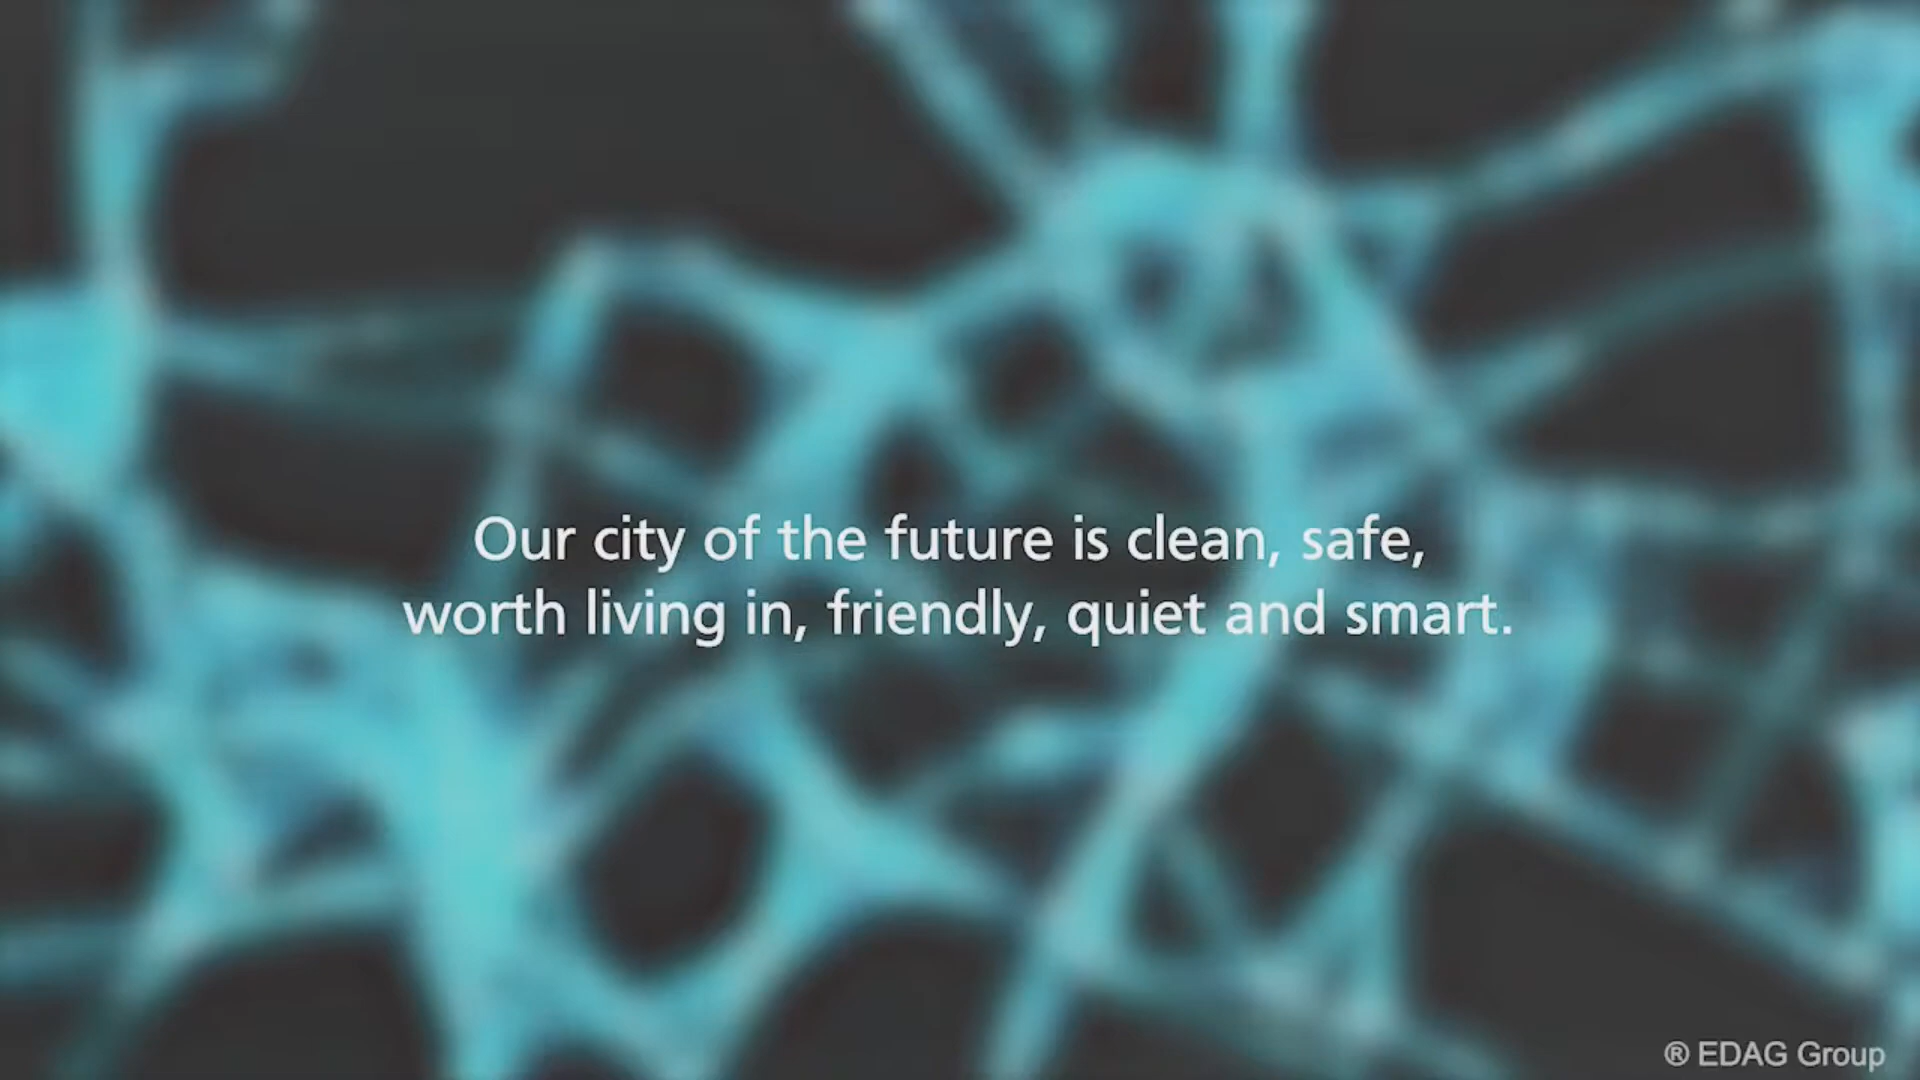 Our city of the future is clean, safe,
worth living in, friendly, quiet and smart.
® EDAG Group